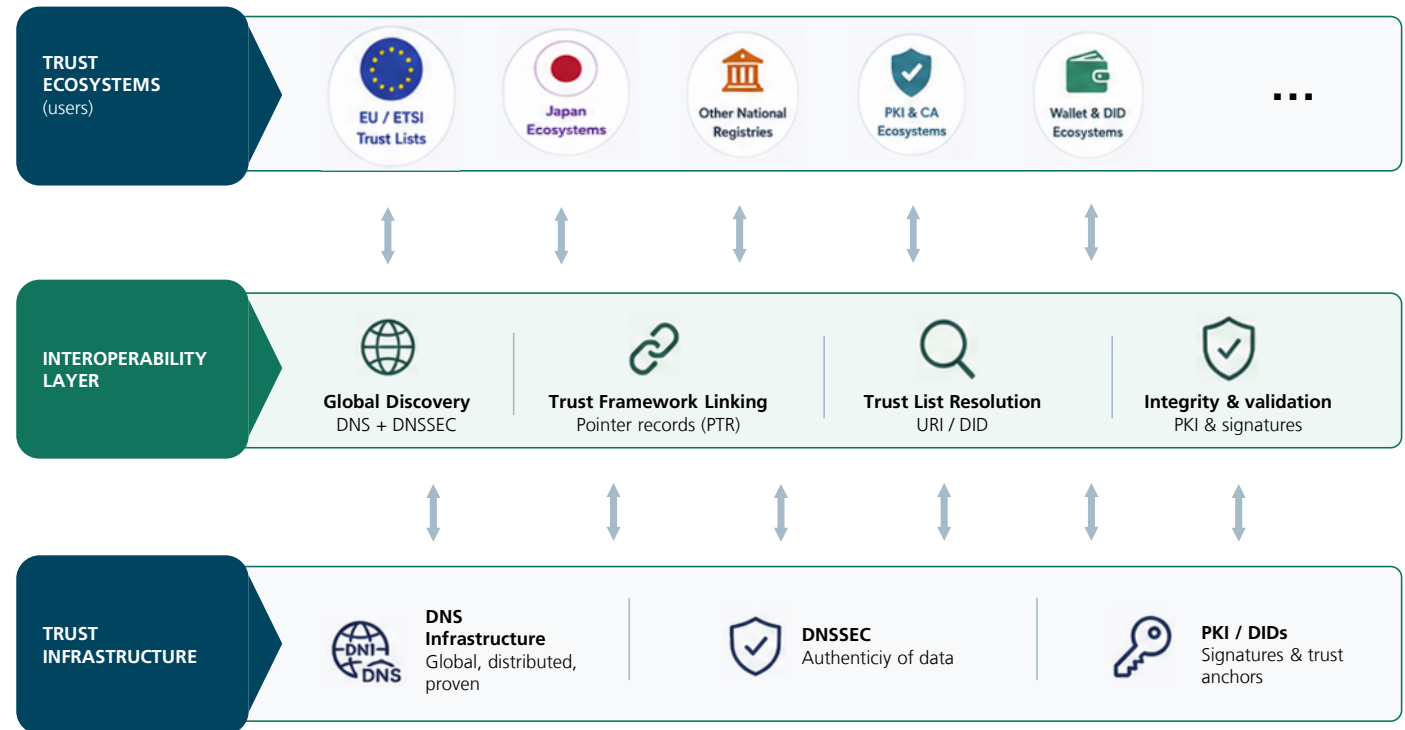 TRUST
ECOSYSTEMS
(users)
EU / ETSI
Trust Lists
Japan
Ecosystems
Other National
Registries
PKI & CA
Ecosystems
Wallet & DID
Ecosystems
...
INTEROPERABILITY
LAYER
Global Discovery
DNS + DNSSEC
Trust Framework Linking
Pointer records (PTR)
Trust List Resolution
URI / DID
Integrity & validation
PKI & signatures
TRUST
INFRASTRUCTURE
DNI
DNS
DNS
Infrastructure
Global, distributed,
proven
DNSSEC
Authenticiy of data
PKI / DIDs
Signatures & trust
anchors